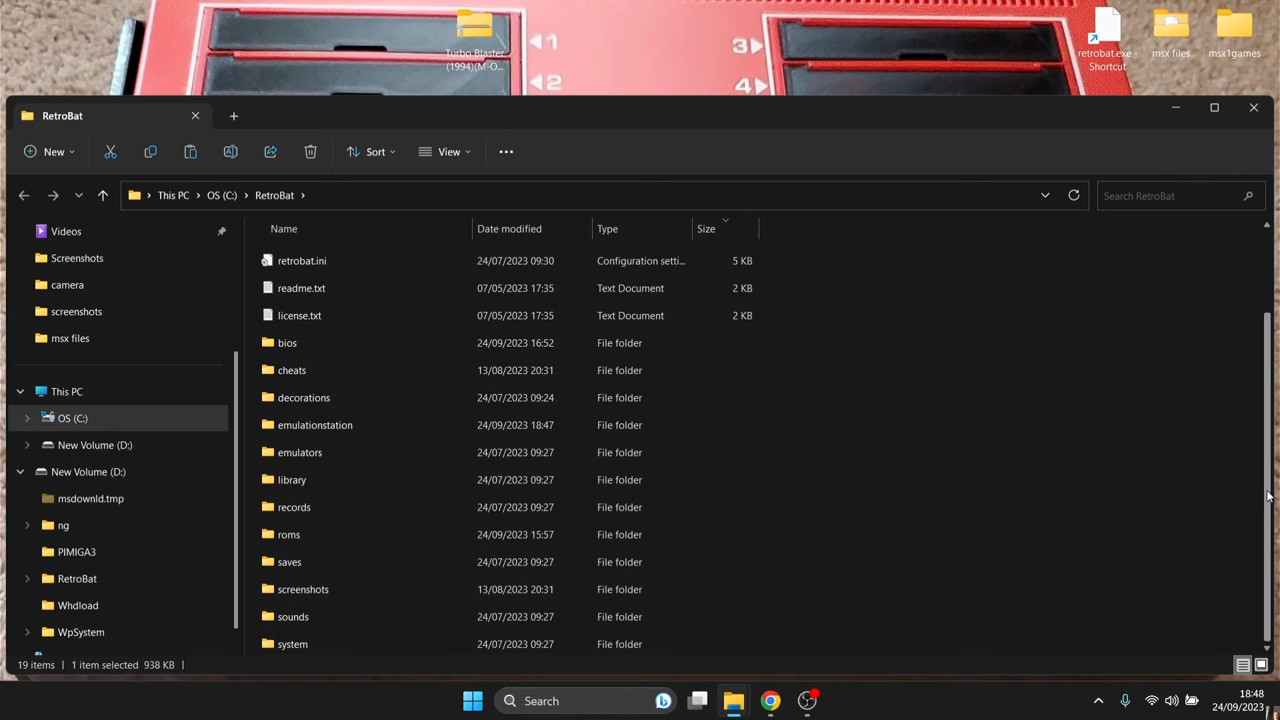 1
2
3
4
Turbo Blaster
(1994)(M-O...
retrobat.exe -
Shortcut
msx files
msx1games
RetroBat
New
Sort
View
This PC
OS (C:)
RetroBat
Search RetroBat
Videos
Screenshots
camera
screenshots
msx files
This PC
OS (C:)
New Volume (D:)
New Volume (D:)
msdownld.tmp
ng
PIMIGA3
RetroBat
Whdload
WpSystem
Name Date modified Type Size
retrobat.ini 24/07/2023 09:30 Configuration setti... 5 KB
readme.txt 07/05/2023 17:35 Text Document 2 KB
license.txt 07/05/2023 17:35 Text Document 2 KB
bios 24/09/2023 16:52 File folder
cheats 13/08/2023 20:31 File folder
decorations 24/07/2023 09:24 File folder
emulationstation 24/09/2023 18:47 File folder
emulators 24/07/2023 09:27 File folder
library 24/07/2023 09:27 File folder
records 24/07/2023 09:27 File folder
roms 24/09/2023 15:57 File folder
saves 24/07/2023 09:27 File folder
screenshots 13/08/2023 20:31 File folder
sounds 24/07/2023 09:27 File folder
system 24/07/2023 09:27 File folder
19 items 1 item selected 938 KB
Search
18:48
24/09/2023